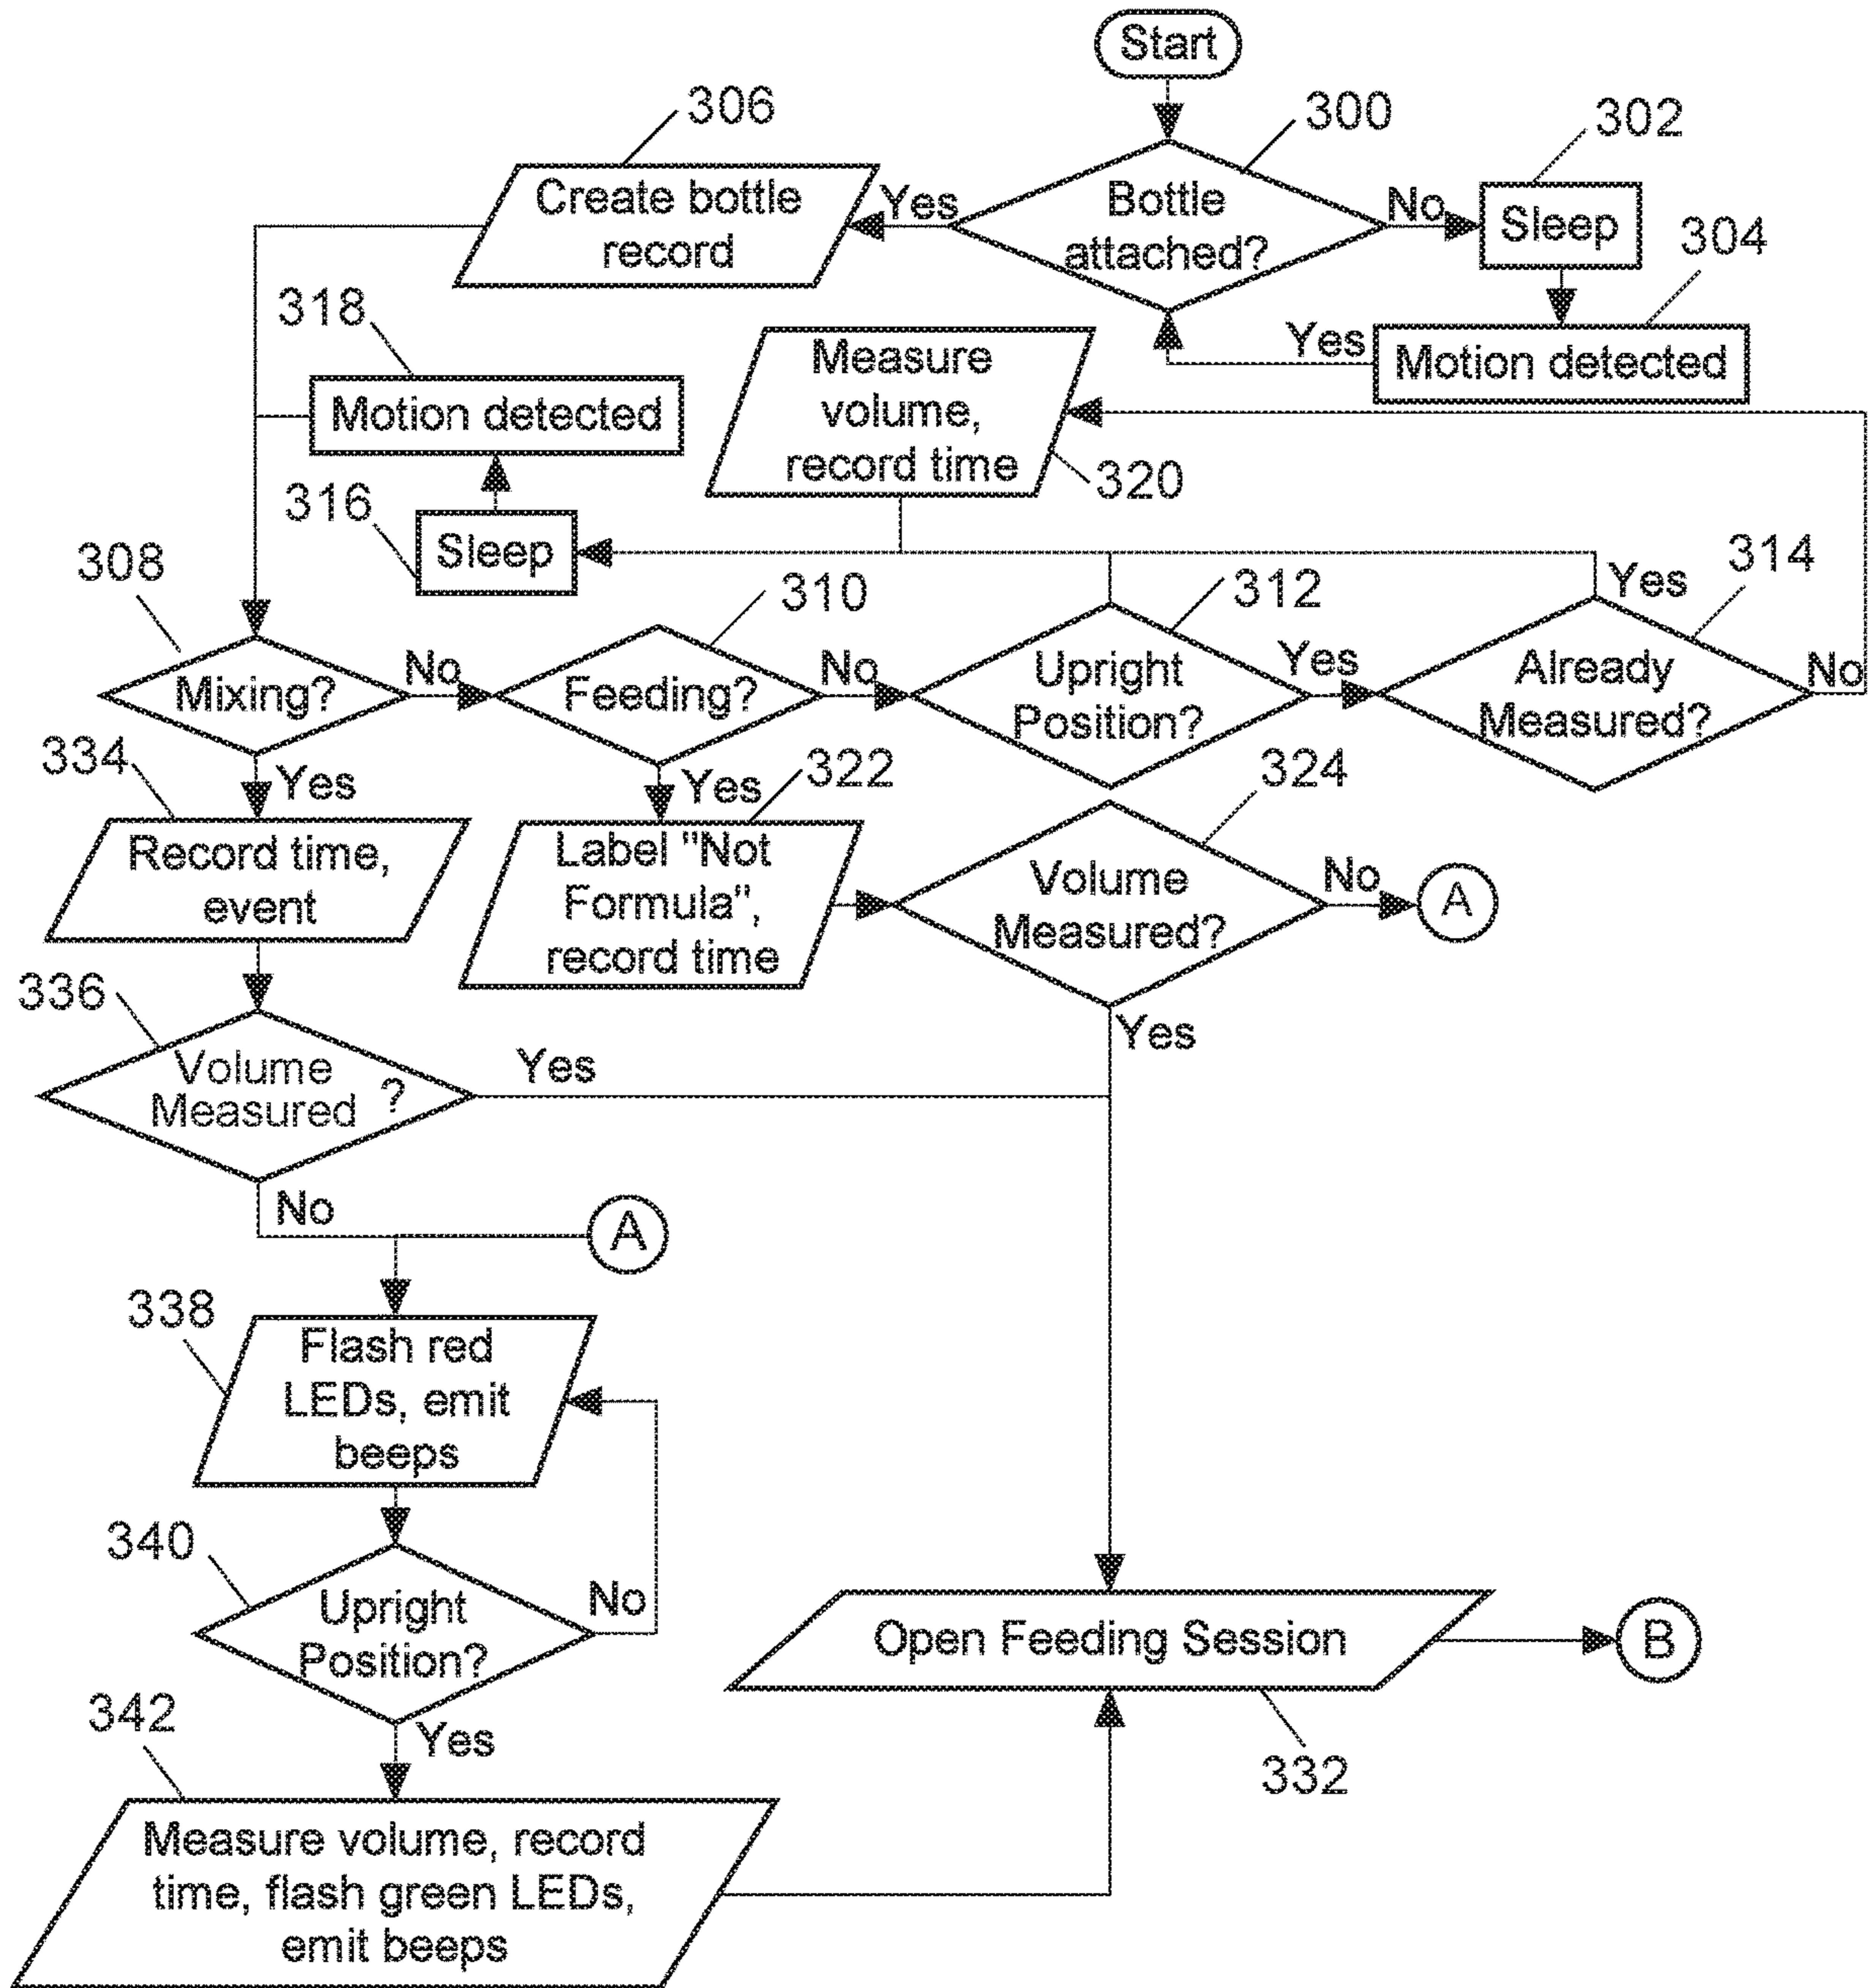 Start
306
300
302
Create bottle
record
Yes
Bottle
attached?
No
Sleep
304
318
Measure
volume,
record time
Yes
Motion detected
Motion detected
320
316
Sleep
308
310
312
314
Yes
Mixing?
No
Feeding?
No
Upright
Position?
Yes
Already
Measured?
No
334
Yes
Yes
322
324
Record time,
event
Label "Not
Formula",
record time
Volume
Measured?
No
A
336
Yes
Volume
Measured ?
Yes
No
A
338
Flash red
LEDs, emit
beeps
340
Upright
Position?
No
Open Feeding Session
B
342
Yes
332
Measure volume, record
time, flash green LEDs,
emit beeps